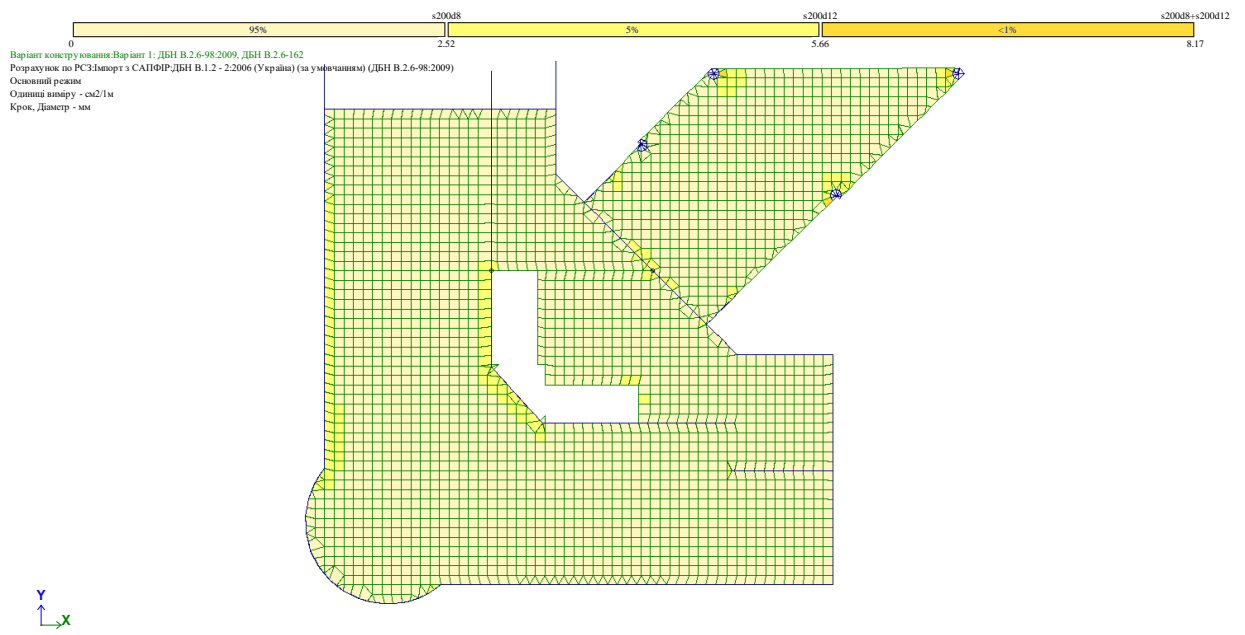 s200d8 s200d12 s200d8+s200d12
95% 5% <1%
0 2.52 5.66 8.17
Варіант конструювання:Варіант 1: ДБН В.2.6-98:2009, ДБН В.2.6-162
Розрахунок по РСЗ:Імпорт з САПФІР:ДБН В.1.2 - 2:2006 (Україна) (за умовчанням) (ДБН В.2.6-98:2009)
Основний режим
Одиниці виміру - см2/1м
Крок, Діаметр - мм
Y
X